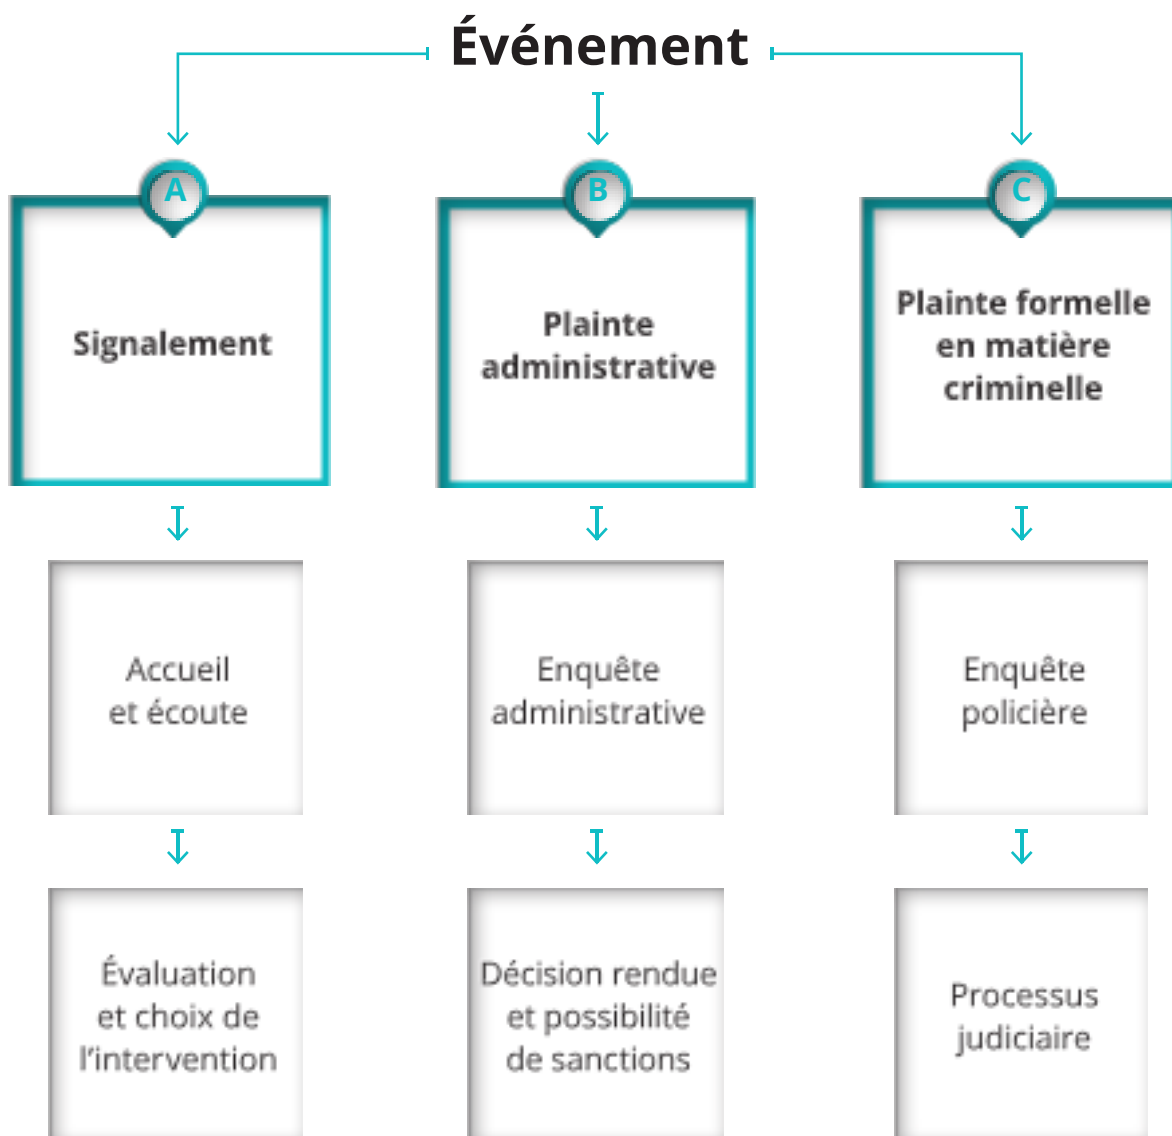 Événement
A
Signalement
Accueil
et écoute
Évaluation
et choix de
l'intervention
B
Plainte
administrative
Enquête
administrative
Décision rendue
et possibilité
de sanctions
C
Plainte formelle
en matière
criminelle
Enquête
policière
Processus
judiciaire